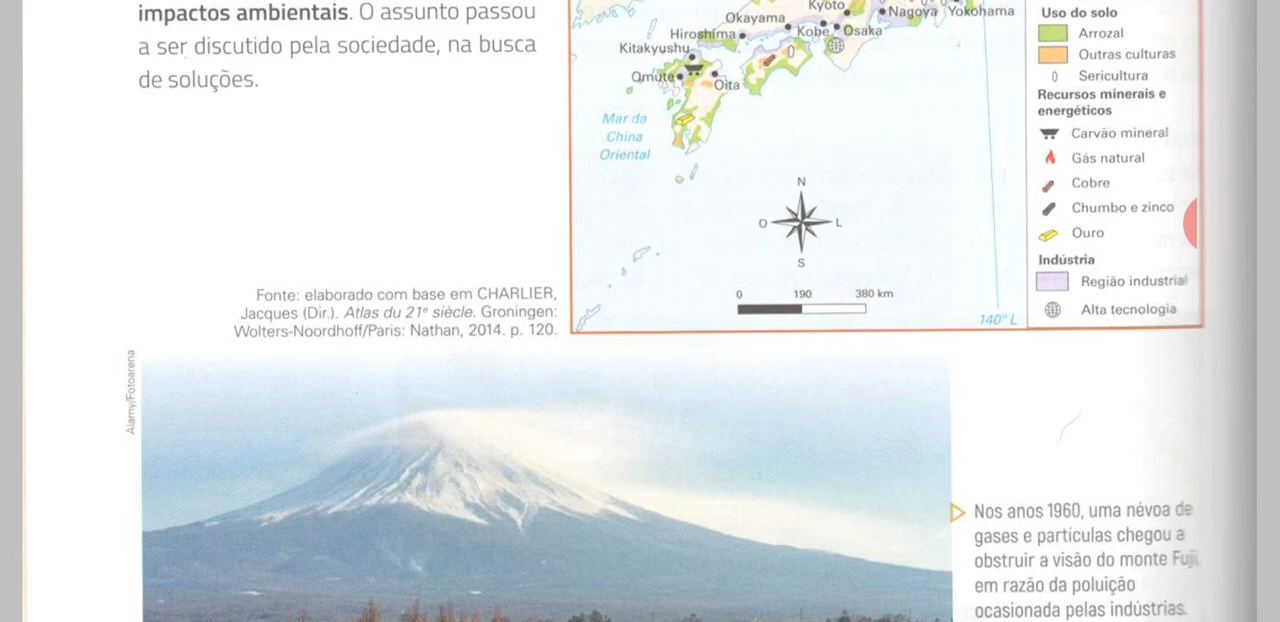 impactos ambientais. O assunto passou
a ser discutido pela sociedade, na busca
de soluções.
Fonte: elaborado com base em CHARLIER,
Jacques (Dir.). Atlas du 21e siècle. Groningen:
Wolters-Noordhoff/Paris: Nathan, 2014. p. 120.
Kyoto
Okayama
Nagoya
Yokohama
Hiroshima
Kobe
Osaka
Kitakyushu
Omute
Oita
Mar da
China
Oriental
N
O
L
S
0 190 380 km
140° L
Uso do solo
Arrozal
Outras culturas
Sericultura
Recursos minerais e
energéticos
Carvão mineral
Gás natural
Cobre
Chumbo e zinco
Ouro
Indústria
Região industrial
Alta tecnologia
Alamy/Fotoarena
Nos anos 1960, uma névoa de
gases e partículas chegou a
obstruir a visão do monte Fuji,
em razão da poluição
ocasionada pelas indústrias.